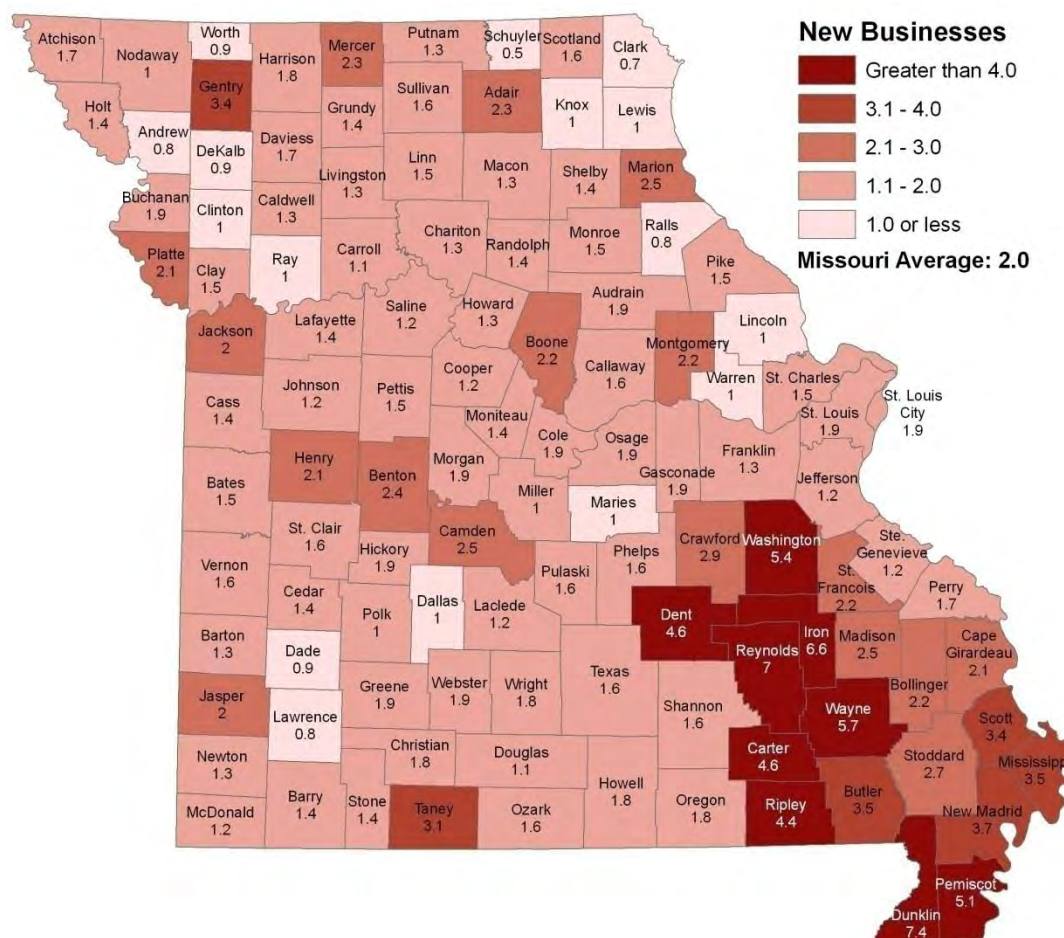 New Businesses
Greater than 4.0
3.1 - 4.0
2.1 - 3.0
1.1 - 2.0
1.0 or less
Missouri Average: 2.0
Atchison
1.7
Nodaway
1
Worth
0.9
Gentry
3.4
Harrison
1.8
Mercer
2.3
Putnam
1.3
Schuyler
0.5
Scotland
1.6
Clark
0.7
Holt
1.4
Andrew
0.8
DeKalb
0.9
Daviess
1.7
Grundy
1.4
Sullivan
1.6
Adair
2.3
Knox
1
Lewis
1
Buchanan
1.9
Clinton
1
Caldwell
1.3
Livingston
1.3
Linn
1.5
Macon
1.3
Shelby
1.4
Marion
2.5
Platte
2.1
Clay
1.5
Ray
1
Carroll
1.1
Chariton
1.3
Randolph
1.4
Monroe
1.5
Ralls
0.8
Pike
1.5
Jackson
2
Lafayette
1.4
Saline
1.2
Howard
1.3
Boone
2.2
Audrain
1.9
Callaway
1.6
Montgomery
2.2
Lincoln
1
Warren
1
St. Charles
1.5
St. Louis
1.9
St. Louis
City
1.9
Cass
1.4
Johnson
1.2
Pettis
1.5
Cooper
1.2
Moniteau
1.4
Cole
1.9
Osage
1.9
Gasconade
1.9
Franklin
1.3
Jefferson
1.2
Bates
1.5
Henry
2.1
Benton
2.4
Morgan
1.9
Miller
1
Maries
1
Camden
2.5
St. Clair
1.6
Hickory
1.9
Vernon
1.6
Cedar
1.4
Polk
1
Dallas
1
Laclede
1.2
Pulaski
1.6
Phelps
1.6
Crawford
2.9
Washington
5.4
St.
Francois
2.2
Ste.
Genevieve
1.2
Perry
1.7
Barton
1.3
Dade
0.9
Dent
4.6
Iron
6.6
Reynolds
7
Madison
2.5
Cape
Girardeau
2.1
Bollinger
2.2
Jasper
2
Lawrence
0.8
Greene
1.9
Webster
1.9
Wright
1.8
Texas
1.6
Shannon
1.6
Wayne
5.7
Scott
3.4
Mississipp
3.5
Stoddard
2.7
Newton
1.3
Christian
1.8
Douglas
1.1
Howell
1.8
Carter
4.6
Butler
3.5
New Madrid
3.7
McDonald
1.2
Barry
1.4
Stone
1.4
Taney
3.1
Ozark
1.6
Oregon
1.8
Ripley
4.4
Pemiscot
5.1
Dunklin
7.4